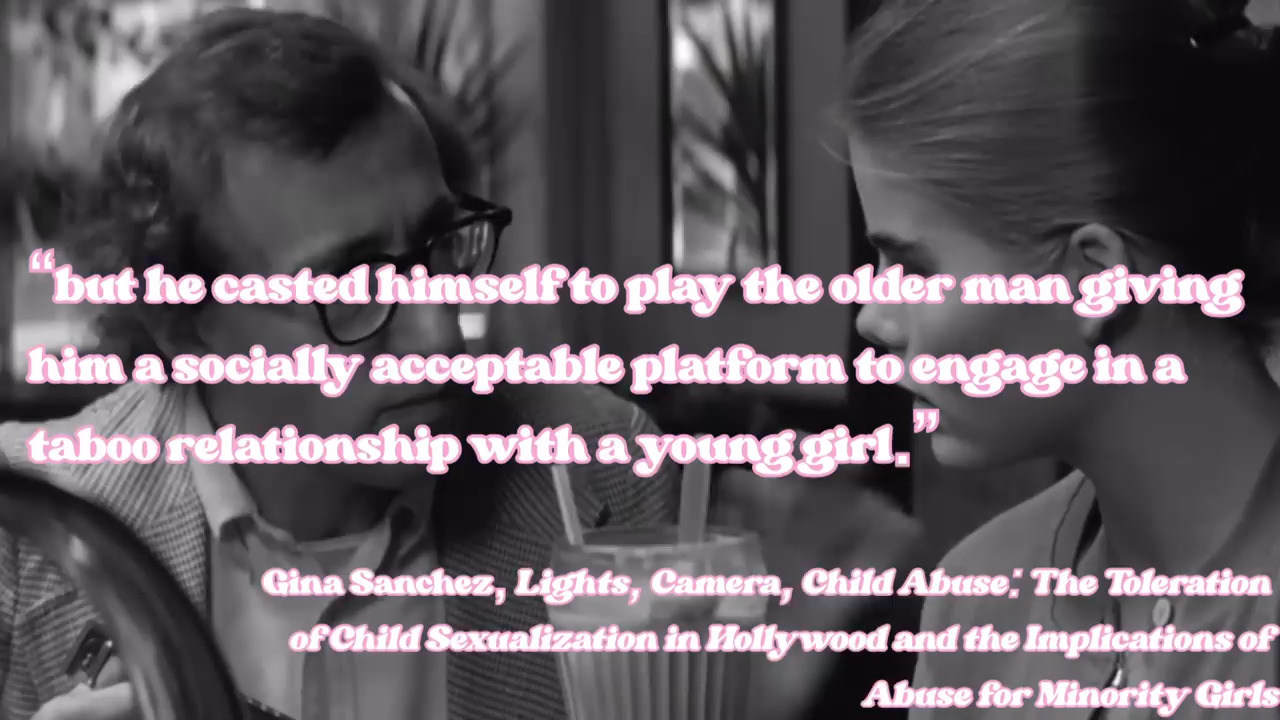 “but he casted himself to play the older man giving
him a socially acceptable platform to engage in a
taboo relationship with a young girl.”
Gina Sanchez, Lights, Camera, Child Abuse: The Toleration
of Child Sexualization in Hollywood and the Implications of
Abuse for Minority Girls